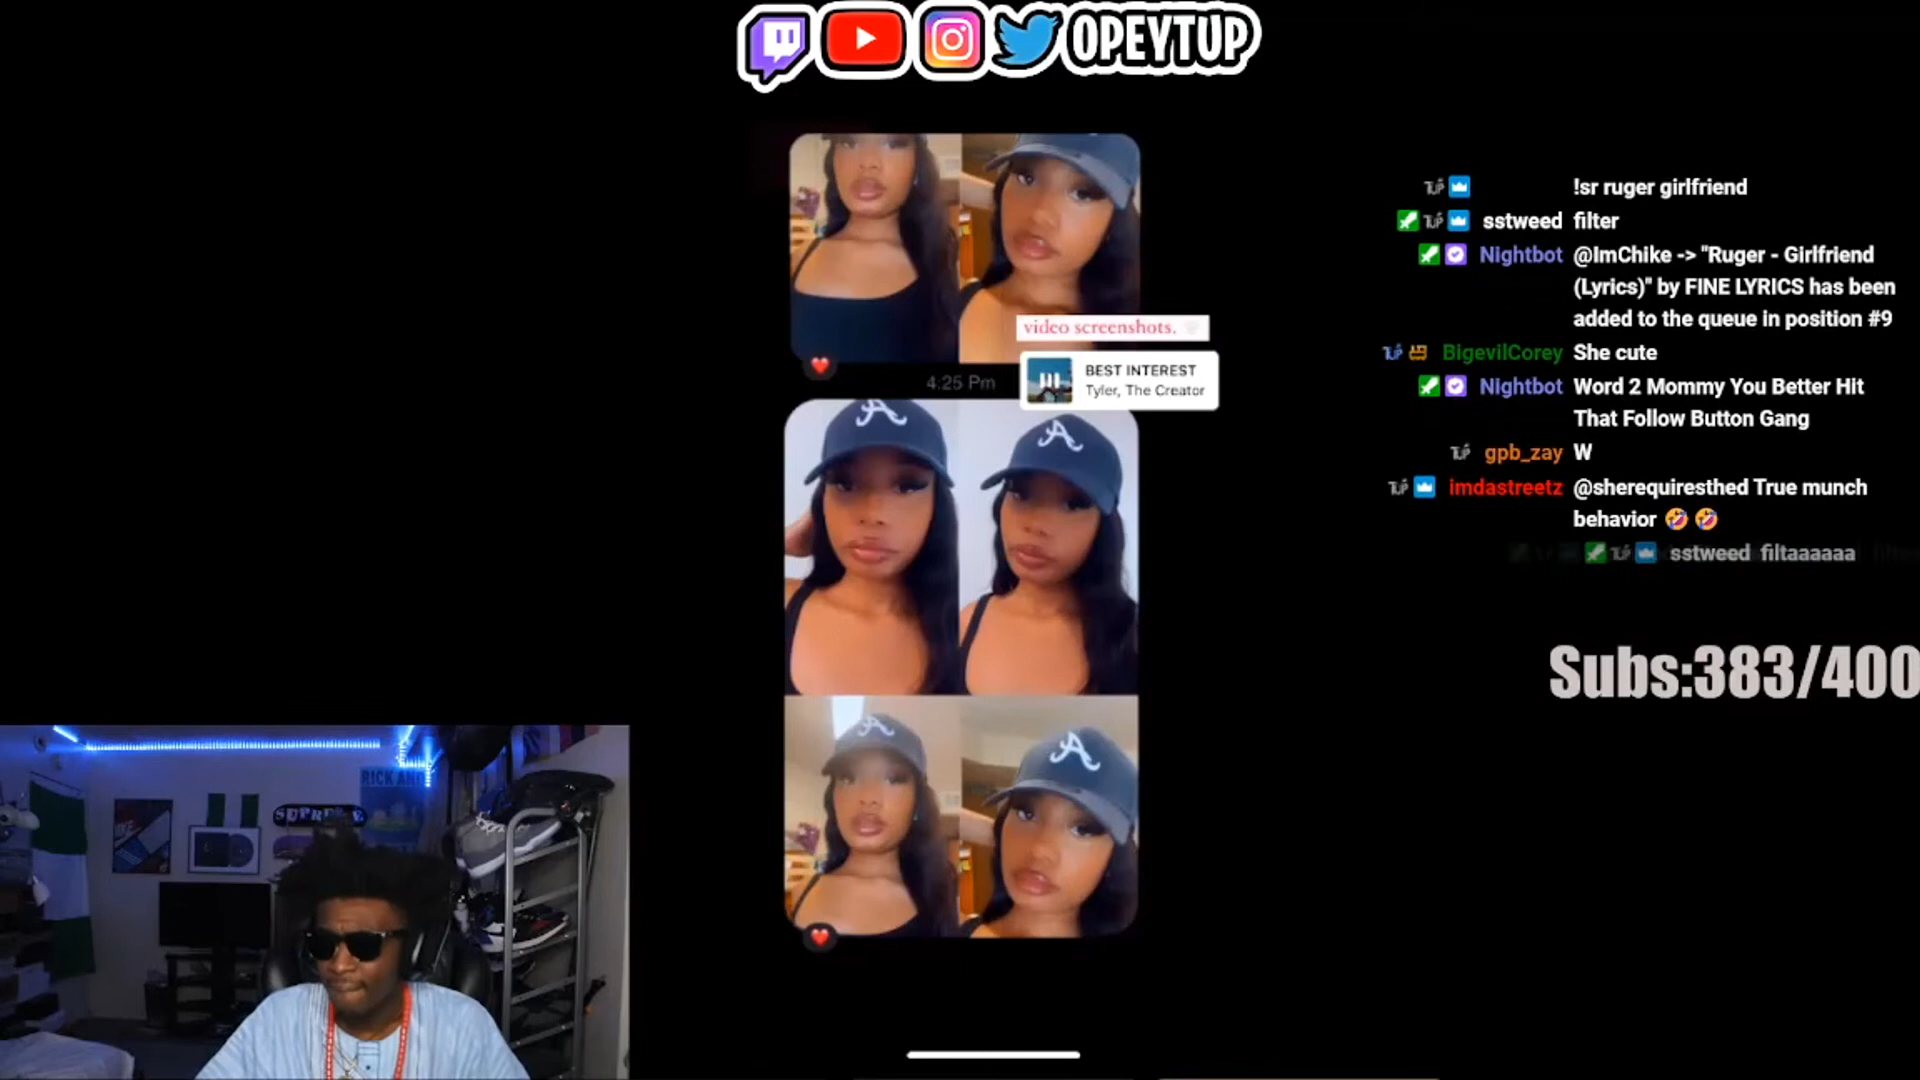 OPEYTUP
video screenshots.
4:25 Pm
BEST INTEREST
Tyler, The Creator
A
A
A
A
!sr ruger girlfriend
sstweed filter
Nightbot @ImChike -> "Ruger - Girlfriend
(Lyrics)" by FINE LYRICS has been
added to the queue in position #9
BigevilCorey She cute
Nightbot Word 2 Mommy You Better Hit
That Follow Button Gang
gpb_zay W
imdastreetz @sherequiresthed True munch
behavior 🤣 🤣
sstweed filtaaaaaa
Subs:383/400
RICK AND
SUPREME